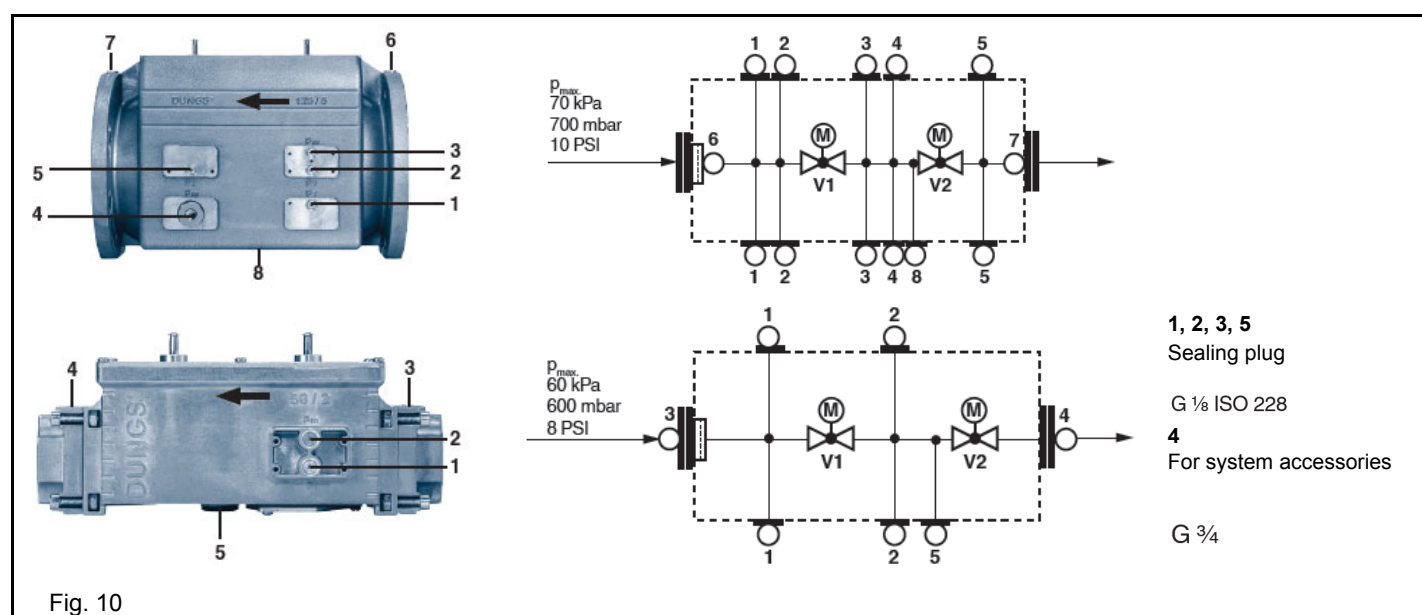 7
6
DUNGS
125/5
3
5
2
4
1
8
1 2 3 4 5
pmax.
70 kPa
700 mbar
10 PSI
6
M
M
7
V1
V2
1 2 3 4 8 5
4
3
50/2
DUNGS
2
1
5
1 2
pmax.
60 kPa
600 mbar
8 PSI
3
M
M
4
V1
V2
1 2 5
1, 2, 3, 5
Sealing plug
G ⅛ ISO 228
4
For system accessories
G ¾
Fig. 10